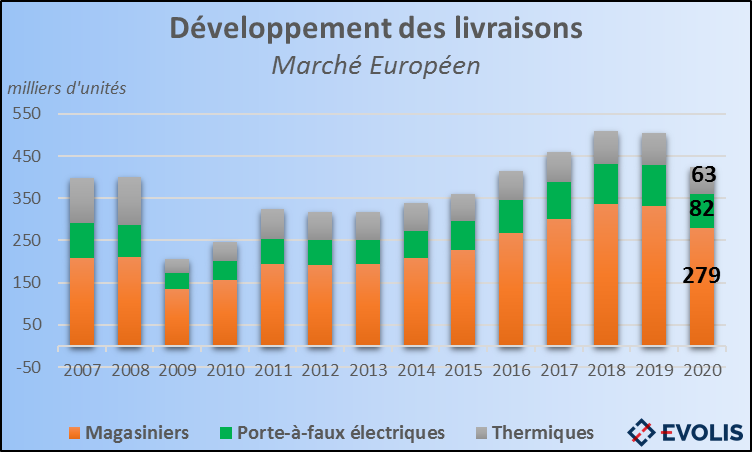 Développement des livraisons
Marché Européen
milliers d'unités
550
450
350
250
150
50
-50
63
82
279
2007 2008 2009 2010 2011 2012 2013 2014 2015 2016 2017 2018 2019 2020
Magasiniers Porte-à-faux électriques Thermiques EVOLIS